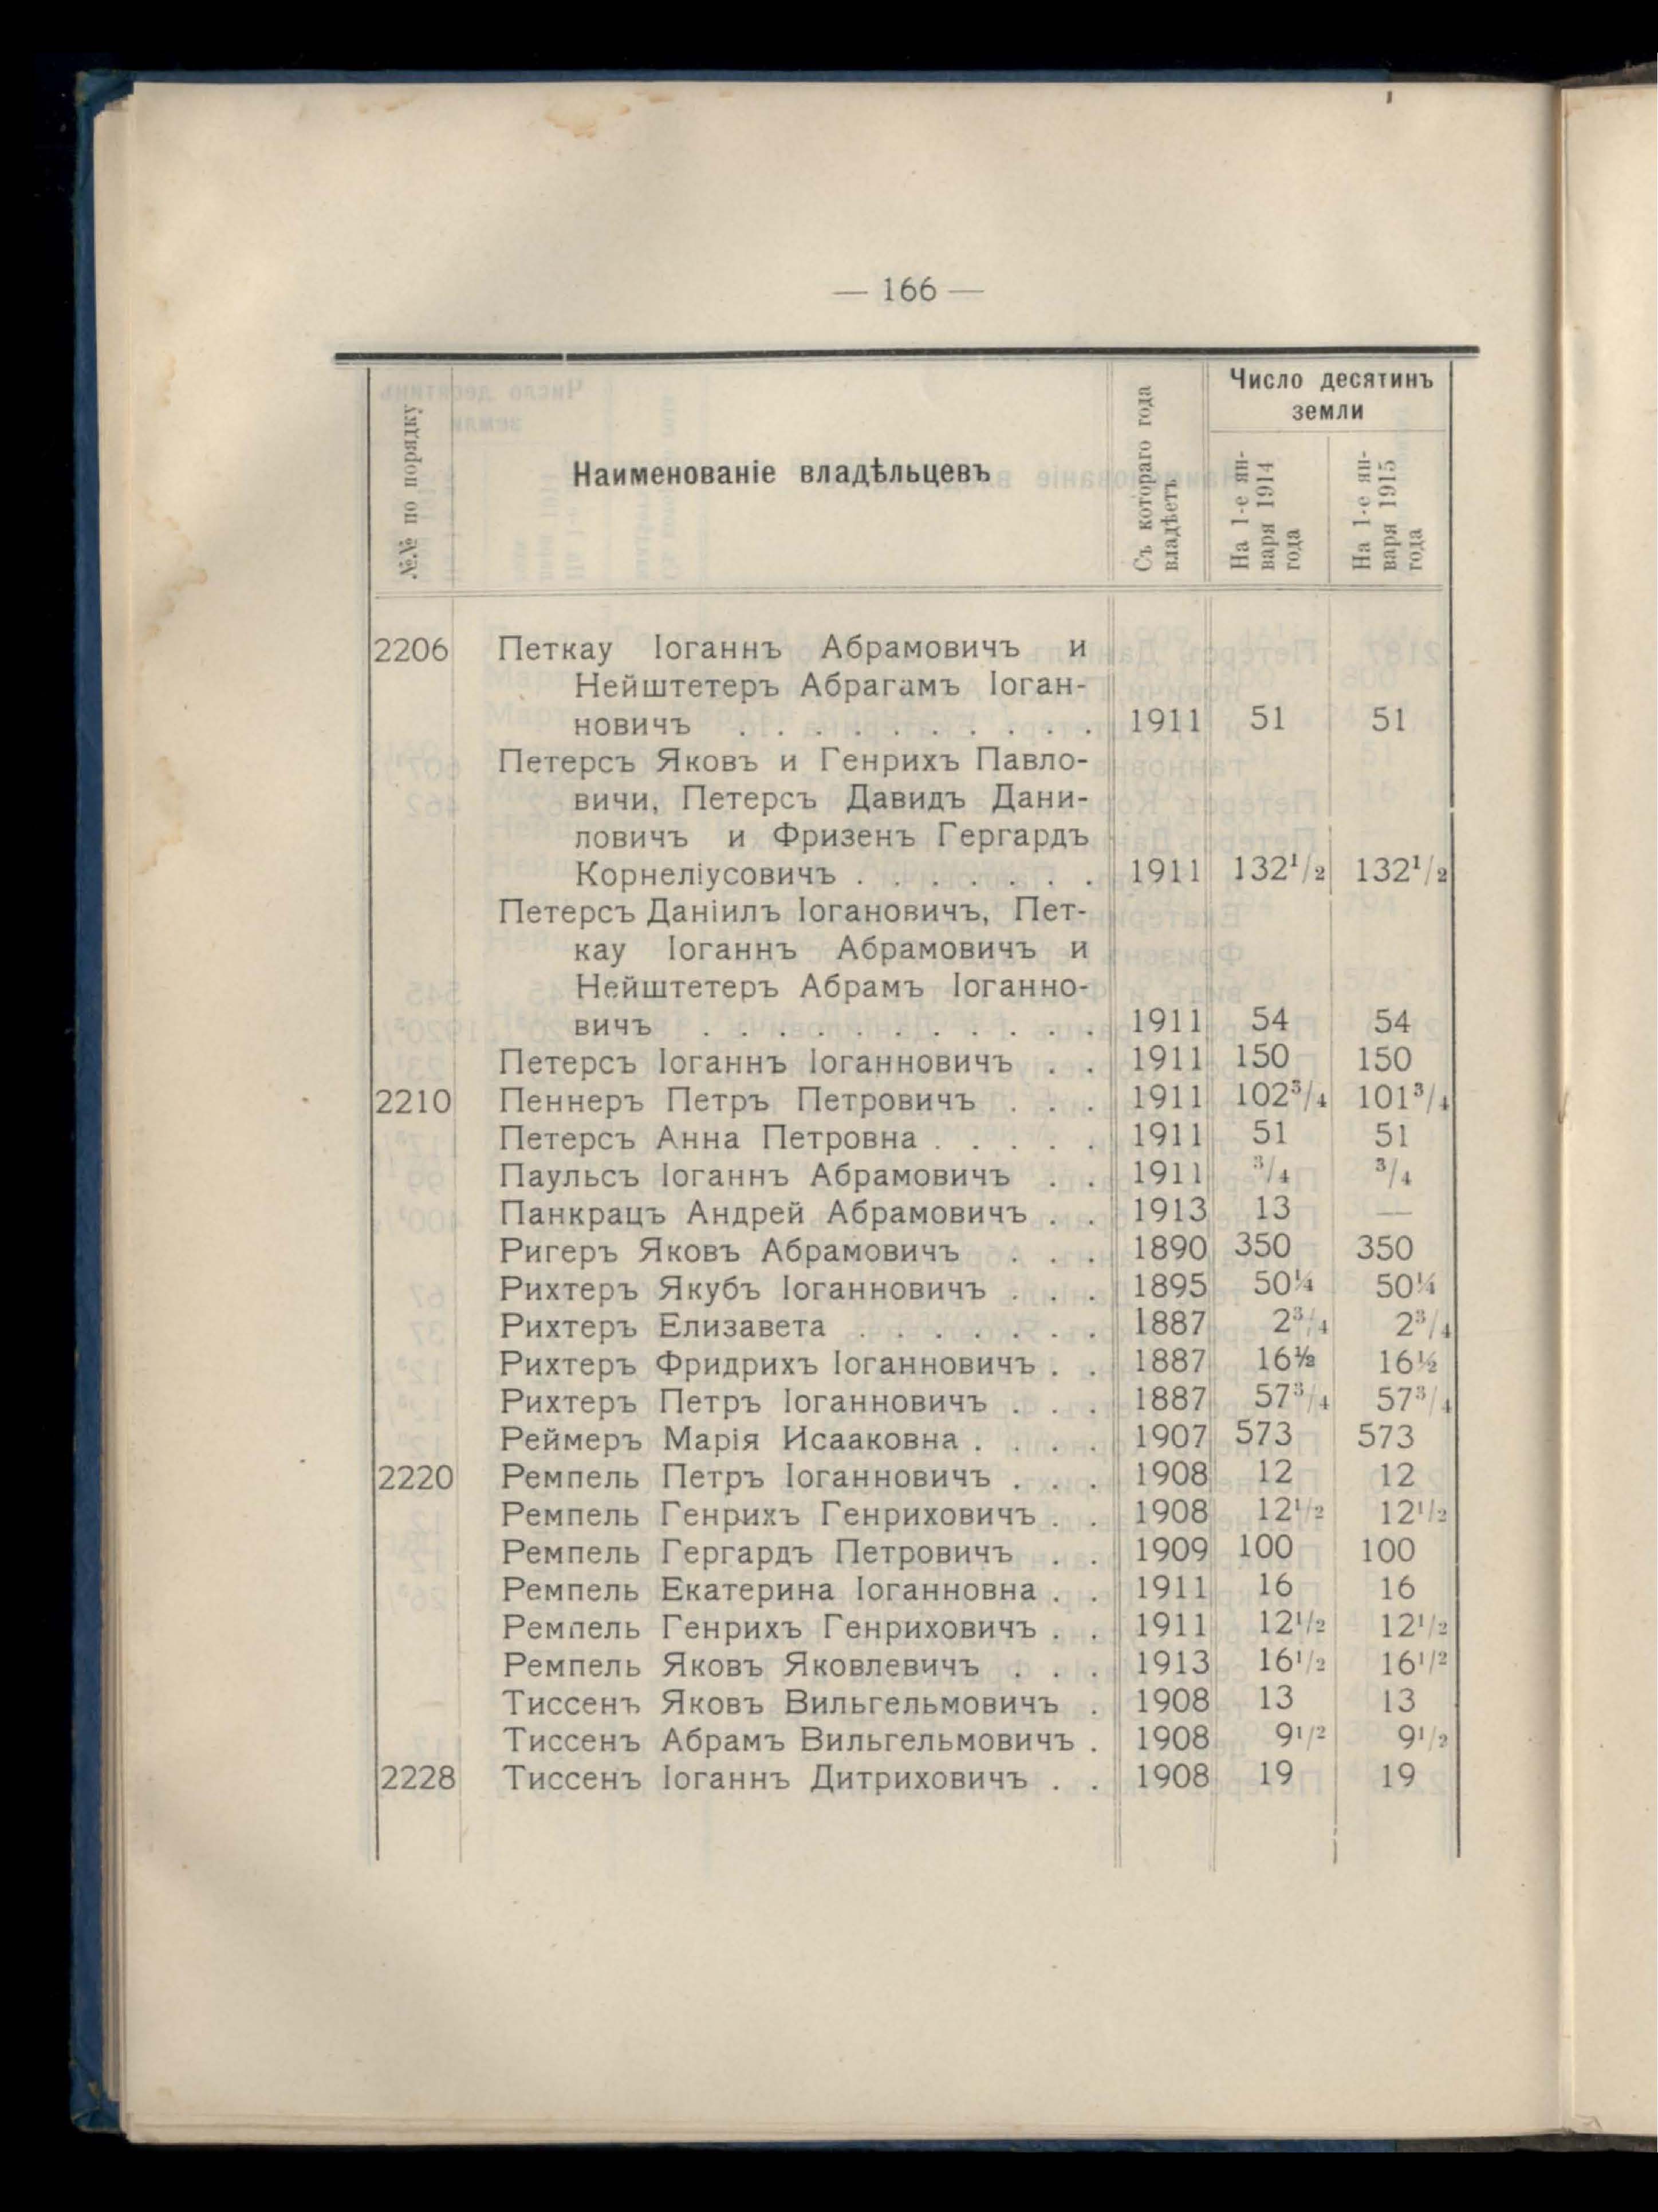 — 166 —
№№ по порядку
Наименованіе владѣльцевъ
Съ котораго года
владѣетъ
Число десятинъ
земли
На 1-е ян-
варя 1914
года
На 1-е ян-
варя 1915
года
2206 Петкау Іоганнъ Абрамовичъ и
Нейштетеръ Абрагамъ Іоган-
новичъ . . . . . . . . . . 1911 51 51
Петерсъ Яковъ и Генрихъ Павло-
вичи, Петерсъ Давидъ Дани-
ловичъ и Фризенъ Гергардъ
Корнеліусовичъ . . . . . . . 1911 132¹/₂ 132¹/₂
Петерсъ Даніилъ Іогановичъ, Пет-
кау Іоганнъ Абрамовичъ и
Нейштетеръ Абрамъ Іоганно-
вичъ . . . . . . . . . . . 1911 54 54
Петерсъ Іоганнъ Іоганновичъ . . 1911 150 150
2210 Пеннеръ Петръ Петровичъ . . . 1911 102³/₄ 101³/₄
Петерсъ Анна Петровна . . . . . 1911 51 51
Паульсъ Іоганнъ Абрамовичъ . . 1911 ³/₄ ³/₄
Панкрацъ Андрей Абрамовичъ . . 1913 13 —
Ригеръ Яковъ Абрамовичъ . . . 1890 350 350
Рихтеръ Якубъ Іоганновичъ . . . 1895 50¼ 50¼
Рихтеръ Елизавета . . . . . . . 1887 2³/₄ 2³/₄
Рихтеръ Фридрихъ Іоганновичъ . . 1887 16½ 16½
Рихтеръ Петръ Іоганновичъ . . . 1887 57³/₄ 57³/₄
Реймеръ Марія Исааковна . . . . 1907 573 573
2220 Ремпель Петръ Іоганновичъ . . . 1908 12 12
Ремпель Генрихъ Генриховичъ . . 1908 12¹/₂ 12¹/₂
Ремпель Гергардъ Петровичъ . . 1909 100 100
Ремпель Екатерина Іоганновна . . 1911 16 16
Ремпель Генрихъ Генриховичъ . . 1911 12¹/₂ 12¹/₂
Ремпель Яковъ Яковлевичъ . . . 1913 16¹/₂ 16¹/₂
Тиссенъ Яковъ Вильгельмовичъ . 1908 13 13
Тиссенъ Абрамъ Вильгельмовичъ . 1908 9¹/₂ 9¹/₂
2228 Тиссенъ Іоганнъ Дитриховичъ . . 1908 19 19